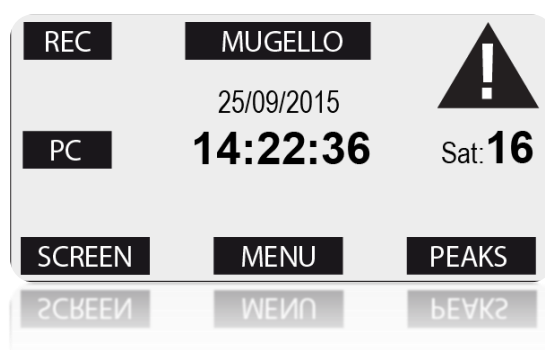 REC MUGELLO
!
25/09/2015
PC 14:22:36 Sat:16
SCREEN MENU PEAKS